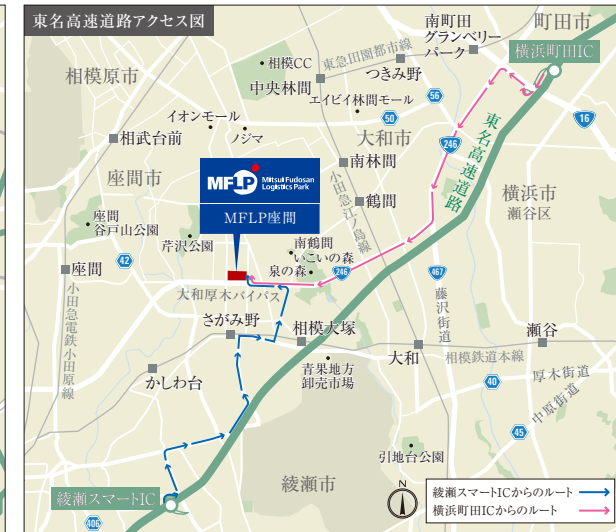 東名高速道路アクセス図
町田市
南町田
グランベリー
パーク
横浜町田IC
東急田園都市線
つきみ野
相模CC
中央林間
相模原市
エイビイ林間モール
イオンモール
ノジマ
50
56
16
大和市
246
東名高速道路
相武台前
南林間
座間市
MFLP
Mitsui Fudosan
Logistics Park
MFLP座間
小田急江ノ島線
鶴間
横浜市
瀬谷区
座間
谷戸山公園
芹沢公園
南鶴間
いこいの森
泉の森
246
42
座間
467
藤沢街道
大和厚木バイパス
小田急電鉄小田原線
さがみ野
相模大塚
大和
瀬谷
相模鉄道本線
かしわ台
青果地方
卸売市場
厚木街道
40
中原街道
45
引地台公園
綾瀬市
綾瀬スマートIC
406
N
綾瀬スマートICからのルート
横浜町田ICからのルート